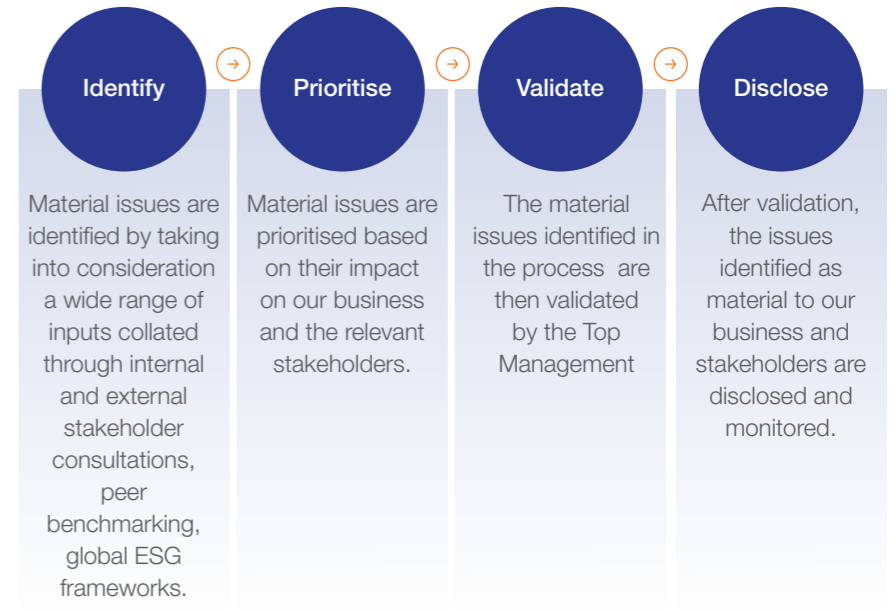 Identify
Material issues are
identified by taking
into consideration
a wide range of
inputs collated
through internal
and external
stakeholder
consultations,
peer
benchmarking,
global ESG
frameworks.
Prioritise
Material issues are
prioritised based
on their impact
on our business
and the relevant
stakeholders.
Validate
The material
issues identified in
the process  are
then validated
by the Top
Management
Disclose
After validation,
the issues
identified as
material to our
business and
stakeholders are
disclosed and
monitored.